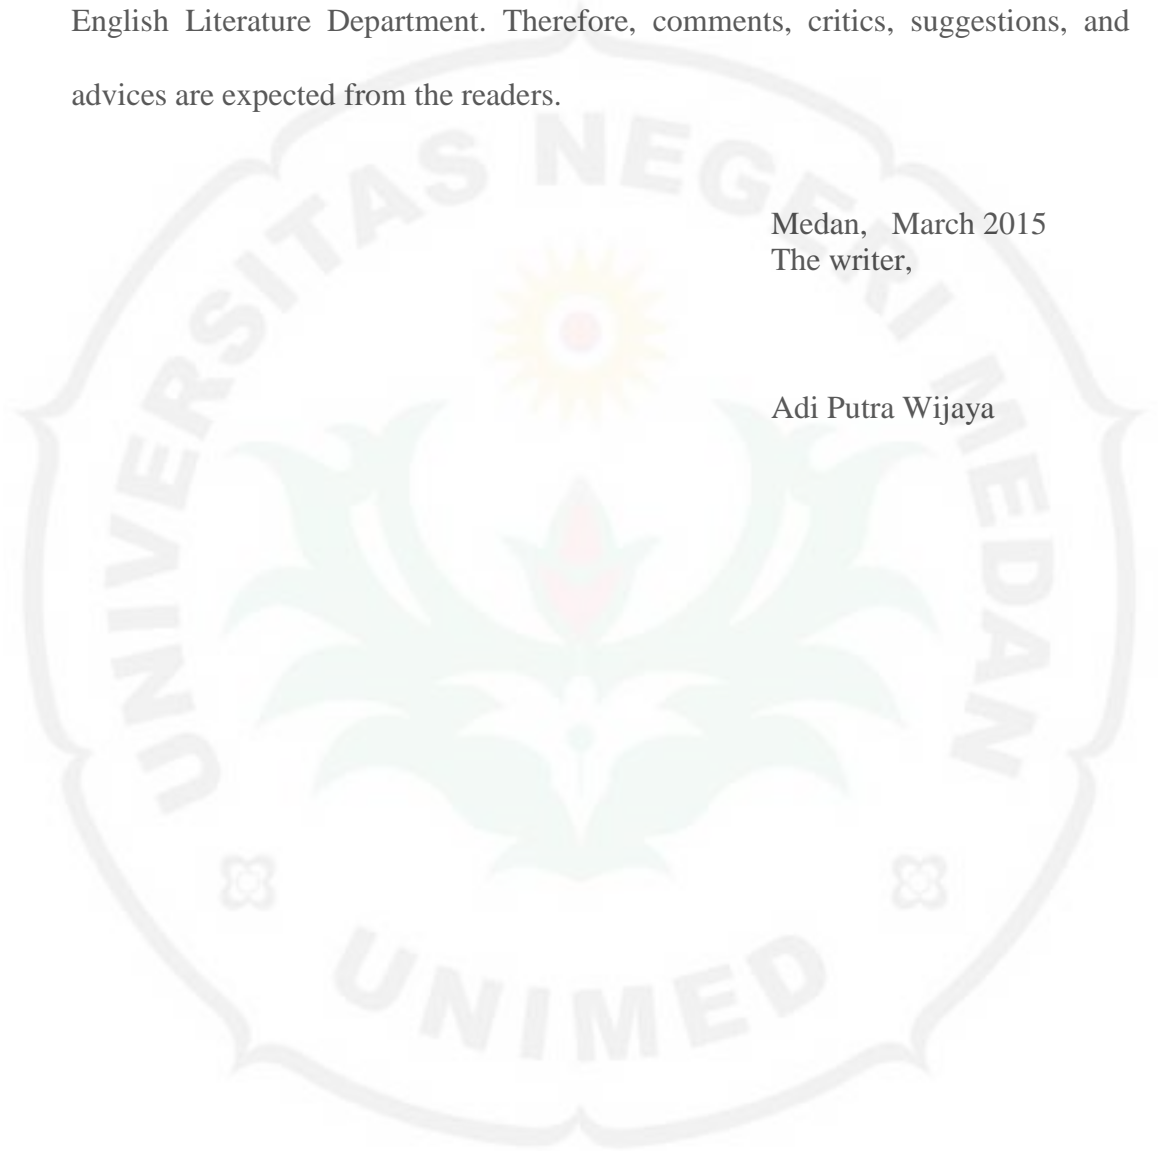 English Literature Department. Therefore, comments, critics, suggestions, and
advices are expected from the readers.
Medan, March 2015
The writer,
Adi Putra Wijaya
UNIVERSITAS NEGERI MEDAN
UNIMED